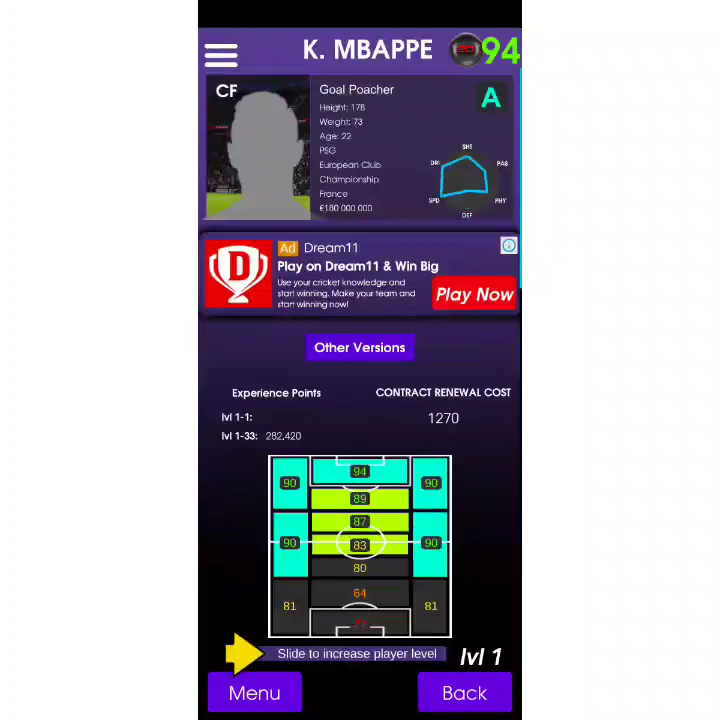 K. MBAPPE
94
CF
Goal Poacher
A
Height: 178
Weight: 73
Age: 22
PSG
European Club
Championship
France
€180 000 000
SHT
DRI
PAS
SPD
PHY
DEF
Ad Dream11
Play on Dream11 & Win Big
Use your cricket knowledge and
start winning. Make your team and
start winning now!
D
Play Now
Other Versions
Experience Points
CONTRACT RENEWAL COST
lvl 1-1:
1270
lvl 1-33: 282,420
94
90
90
89
87
90
83
90
80
64
81
81
Slide to increase player level
lvl 1
Menu
Back